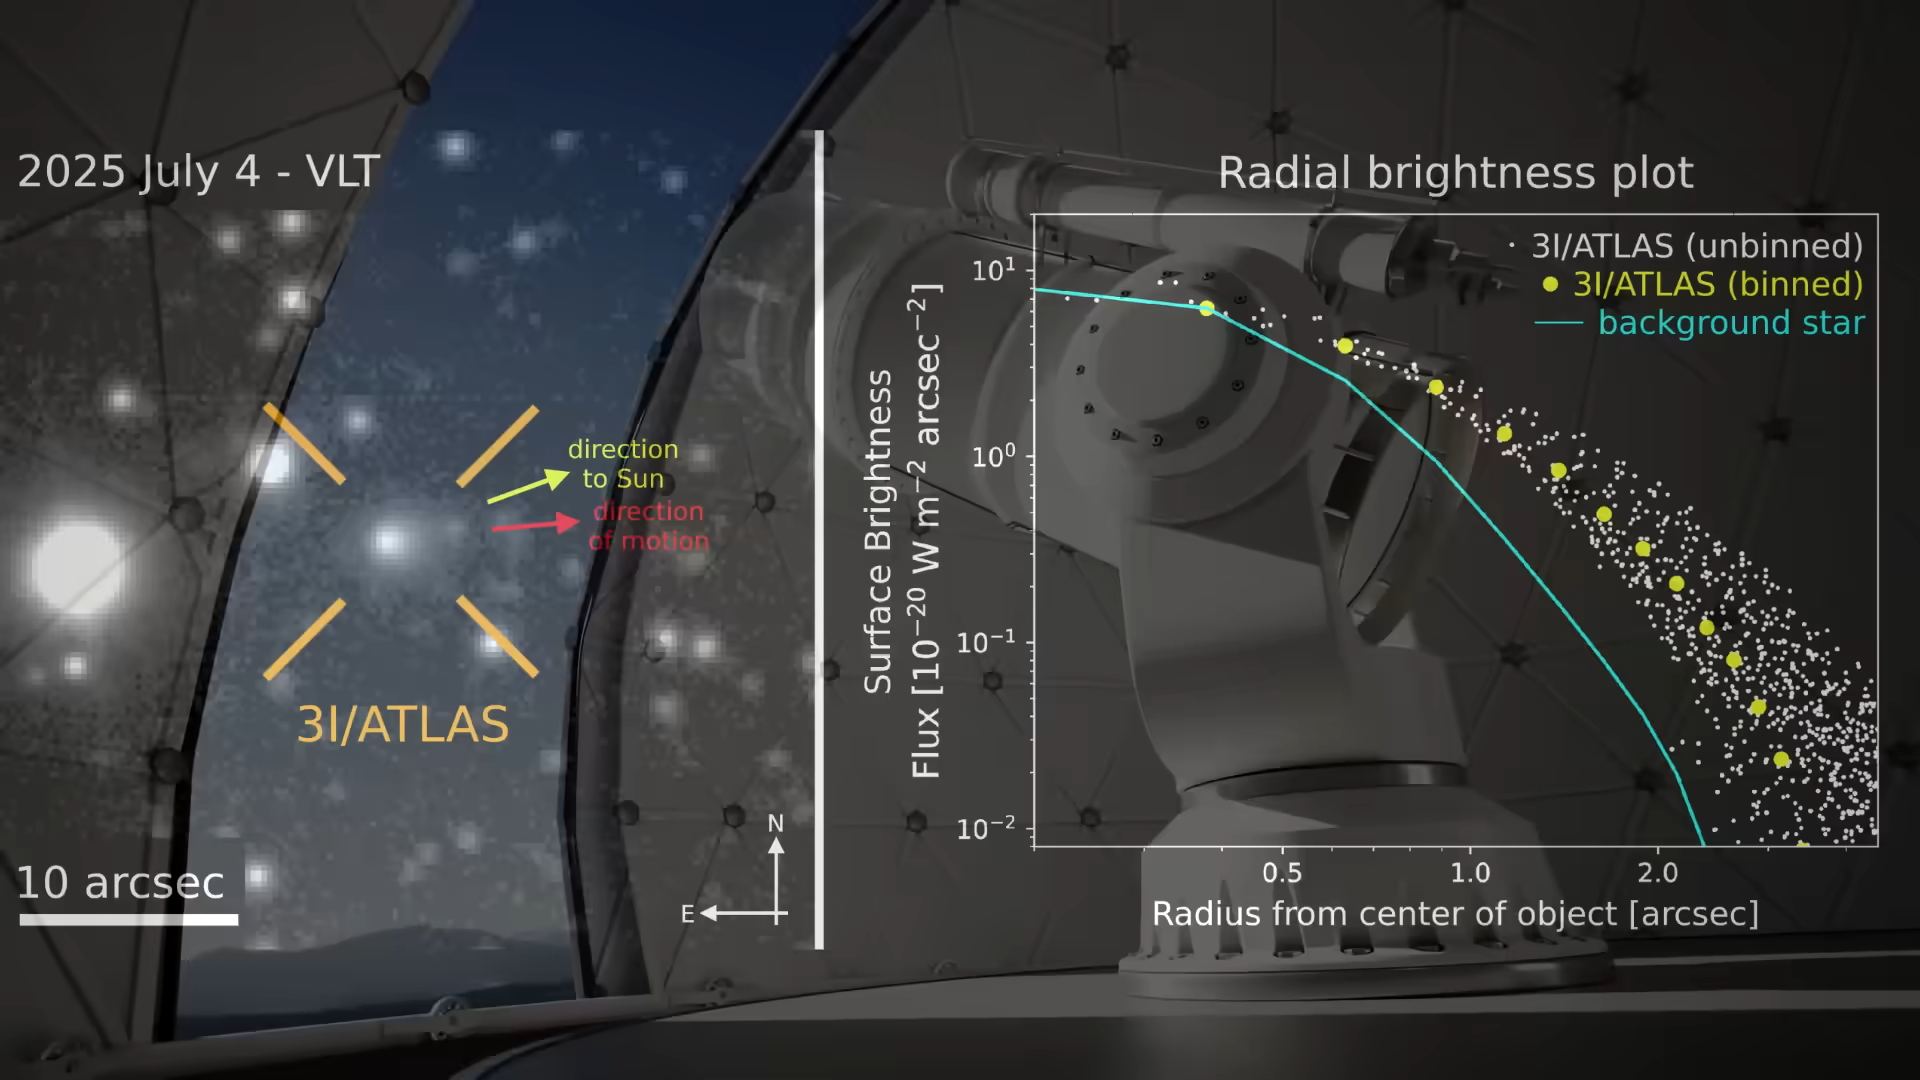 2025 July 4 - VLT
direction
to Sun
direction
of motion
3I/ATLAS
10 arcsec
N
E
Radial brightness plot
3I/ATLAS (unbinned)
3I/ATLAS (binned)
background star
Surface Brightness
Flux [10⁻²⁰ W m⁻² arcsec⁻²]
10¹
10⁰
10⁻¹
10⁻²
0.5 1.0 2.0
Radius from center of object [arcsec]